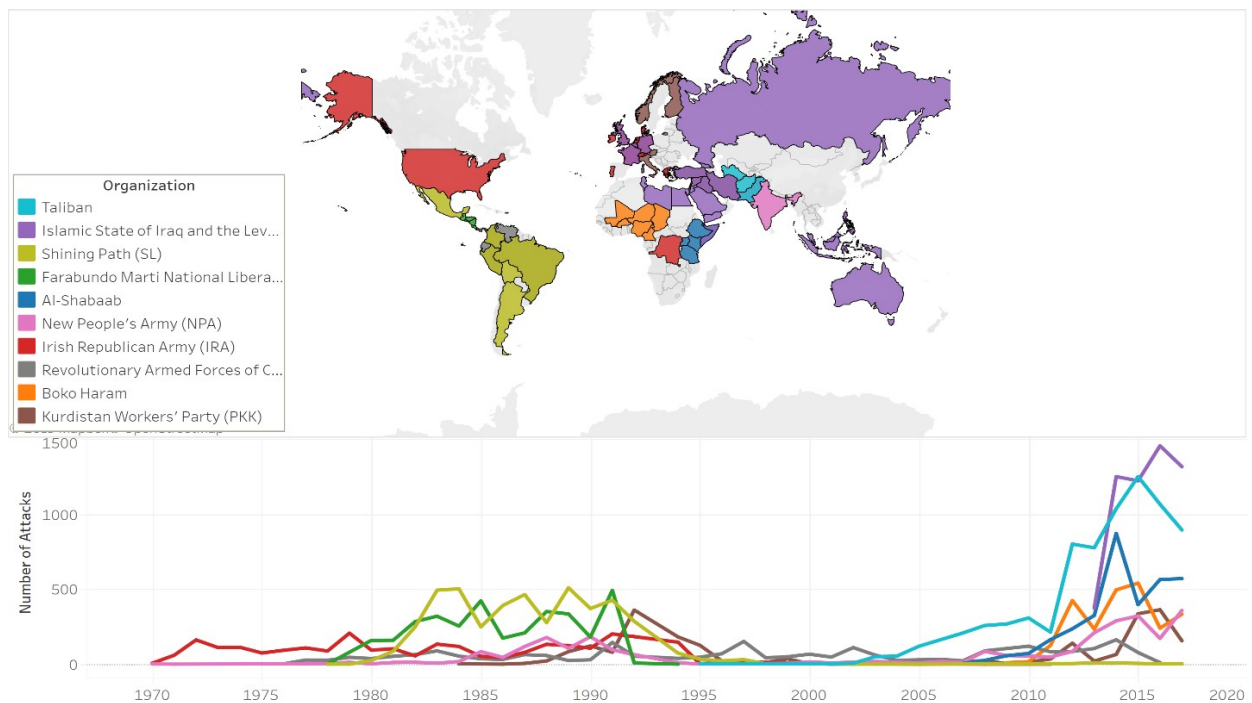 Organization
Taliban
Islamic State of Iraq and the Lev...
Shining Path (SL)
Farabundo Marti National Libera...
Al-Shabaab
New People's Army (NPA)
Irish Republican Army (IRA)
Revolutionary Armed Forces of C...
Boko Haram
Kurdistan Workers' Party (PKK)
1500
1000
500
0
Number of Attacks
1970 1975 1980 1985 1990 1995 2000 2005 2010 2015 2020